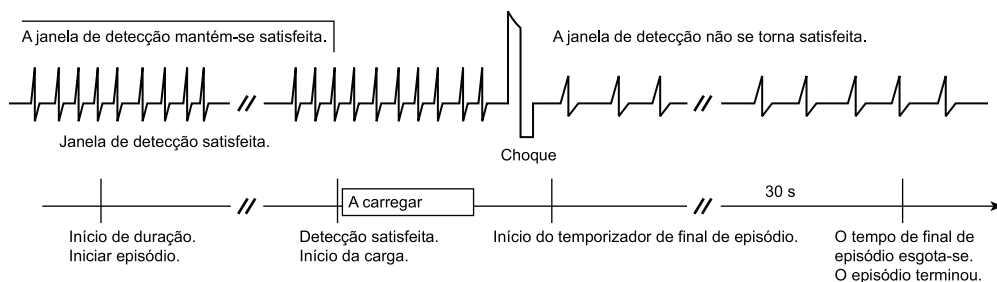 A janela de detecção mantém-se satisfeita.
A janela de detecção não se torna satisfeita.
Janela de detecção satisfeita.
Choque
A carregar
30 s
Início de duração.
Iniciar episódio.
Detecção satisfeita.
Início da carga.
Início do temporizador de final de episódio.
O tempo de final de
episódio esgota-se.
O episódio terminou.